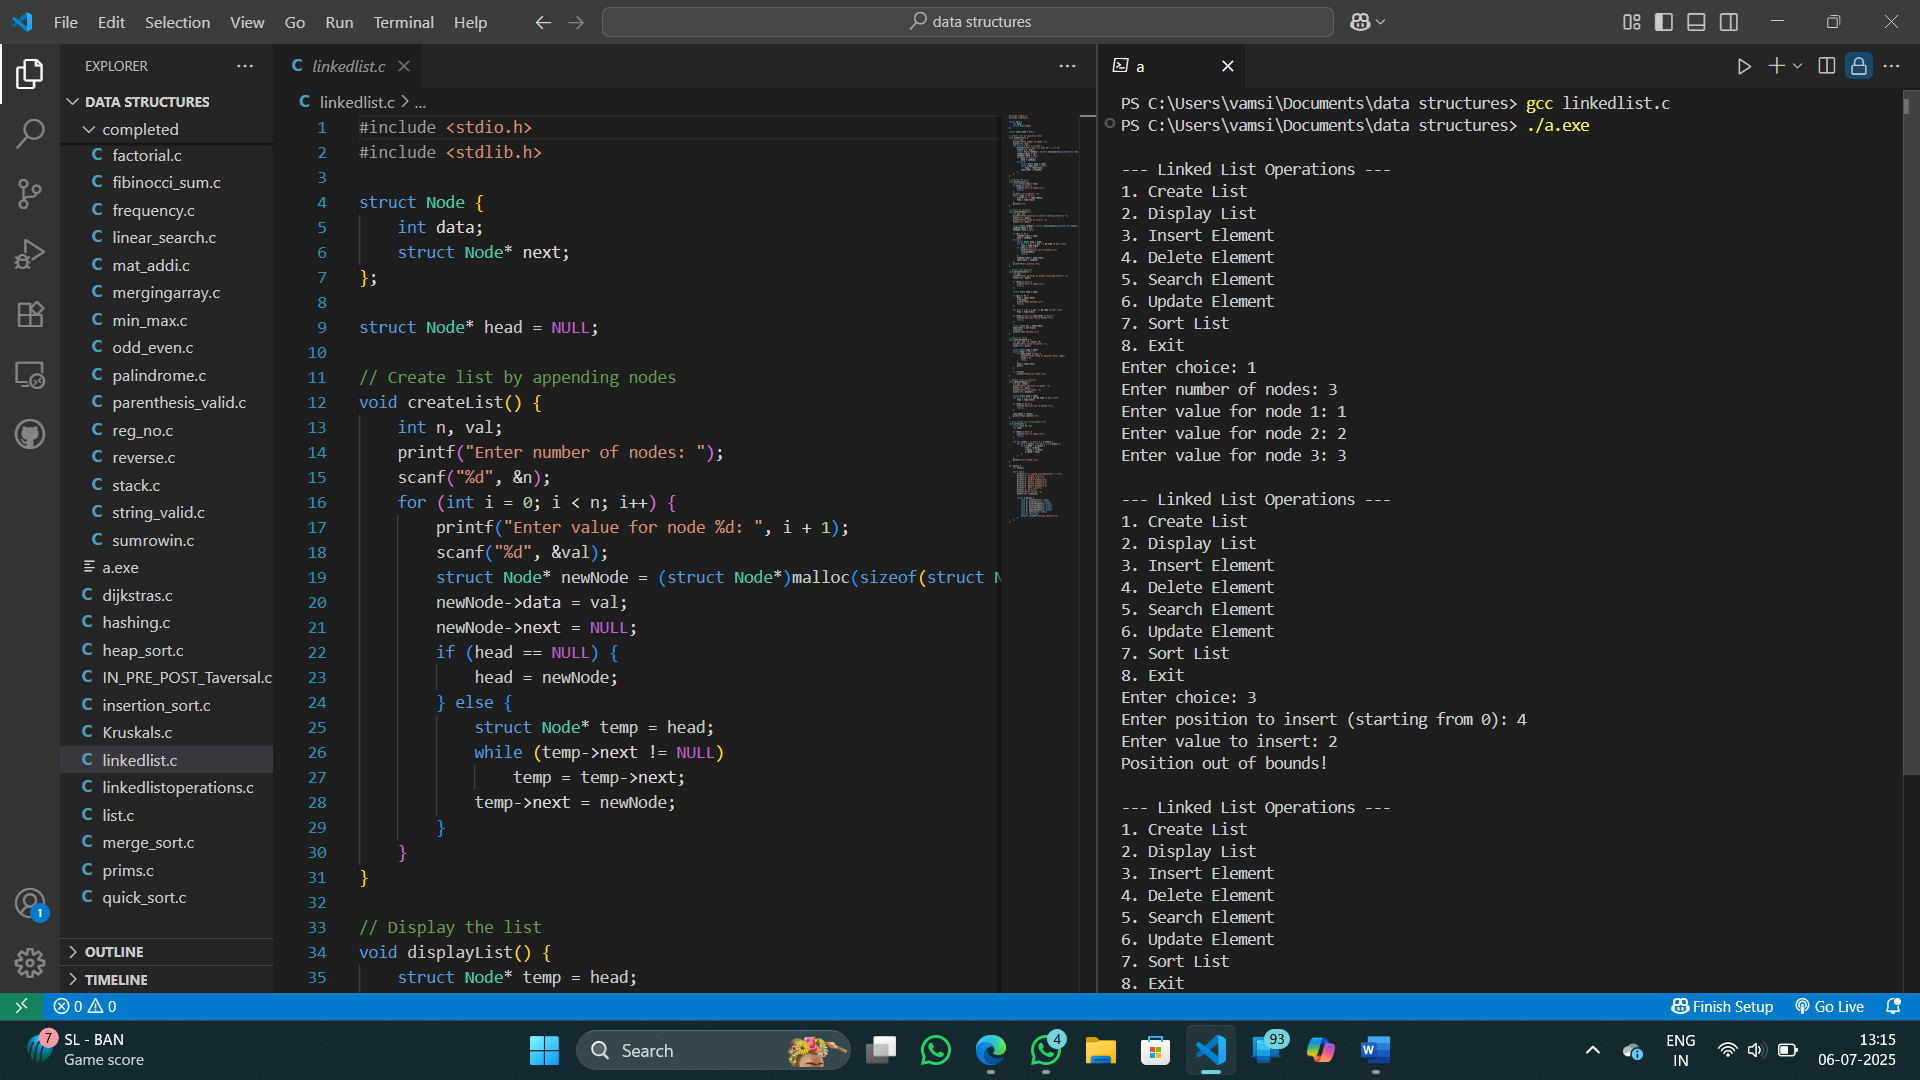 File Edit Selection View Go Run Terminal Help
data structures
EXPLORER
DATA STRUCTURES
completed
C factorial.c
C fibinocci_sum.c
C frequency.c
C linear_search.c
C mat_addi.c
C mergingarray.c
C min_max.c
C odd_even.c
C palindrome.c
C parenthesis_valid.c
C reg_no.c
C reverse.c
C stack.c
C string_valid.c
C sumrowin.c
a.exe
C dijkstras.c
C hashing.c
C heap_sort.c
C IN_PRE_POST_Taversal.c
C insertion_sort.c
C Kruskals.c
C linkedlist.c
C linkedlistoperations.c
C list.c
C merge_sort.c
C prims.c
C quick_sort.c
OUTLINE
TIMELINE
1
C linkedlist.c
C linkedlist.c > ...
1 #include <stdio.h>
2 #include <stdlib.h>
3
4 struct Node {
5 int data;
6 struct Node* next;
7 };
8
9 struct Node* head = NULL;
10
11 // Create list by appending nodes
12 void createList() {
13 int n, val;
14 printf("Enter number of nodes: ");
15 scanf("%d", &n);
16 for (int i = 0; i < n; i++) {
17 printf("Enter value for node %d: ", i + 1);
18 scanf("%d", &val);
19 struct Node* newNode = (struct Node*)malloc(sizeof(struct N
20 newNode->data = val;
21 newNode->next = NULL;
22 if (head == NULL) {
23 head = newNode;
24 } else {
25 struct Node* temp = head;
26 while (temp->next != NULL)
27 temp = temp->next;
28 temp->next = newNode;
29 }
30 }
31 }
32
33 // Display the list
34 void displayList() {
35 struct Node* temp = head;
a
PS C:\Users\vamsi\Documents\data structures> gcc linkedlist.c
PS C:\Users\vamsi\Documents\data structures> ./a.exe
--- Linked List Operations ---
1. Create List
2. Display List
3. Insert Element
4. Delete Element
5. Search Element
6. Update Element
7. Sort List
8. Exit
Enter choice: 1
Enter number of nodes: 3
Enter value for node 1: 1
Enter value for node 2: 2
Enter value for node 3: 3
--- Linked List Operations ---
1. Create List
2. Display List
3. Insert Element
4. Delete Element
5. Search Element
6. Update Element
7. Sort List
8. Exit
Enter choice: 3
Enter position to insert (starting from 0): 4
Enter value to insert: 2
Position out of bounds!
--- Linked List Operations ---
1. Create List
2. Display List
3. Insert Element
4. Delete Element
5. Search Element
6. Update Element
7. Sort List
8. Exit
0 0
Finish Setup Go Live
7 SL - BAN
Game score
Search
4
93
W
ENG
IN
13:15
06-07-2025